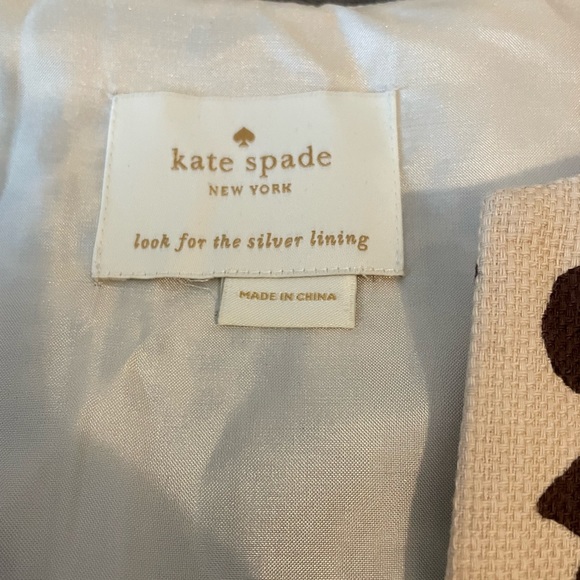 kate spade
NEW YORK
look for the silver lining
MADE IN CHINA